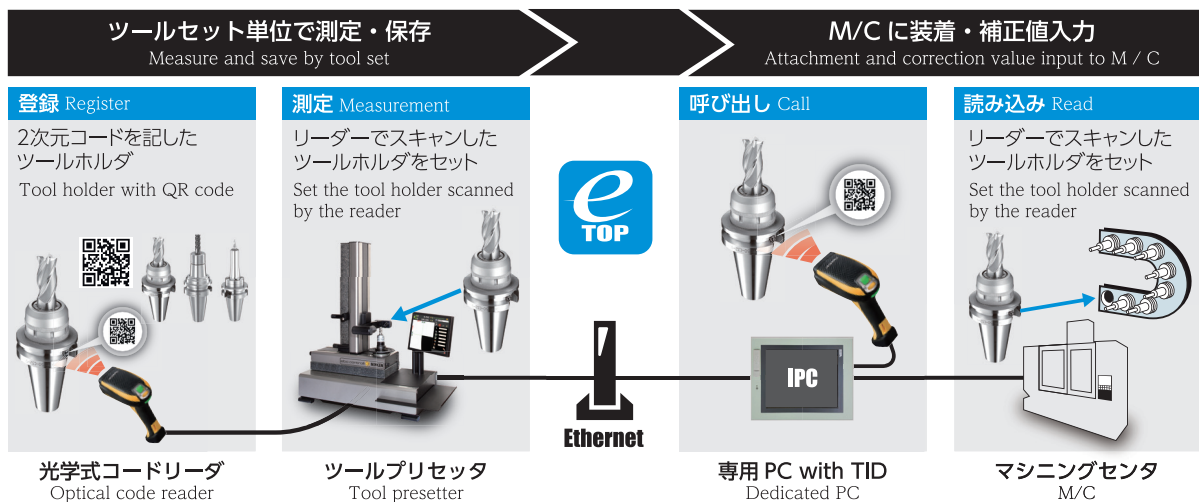 ツールセット単位で測定・保存
Measure and save by tool set
M/C に装着・補正値入力
Attachment and correction value input to M / C
登録 Register
2次元コードを記した
ツールホルダ
Tool holder with QR code
光学式コードリーダ
Optical code reader
測定 Measurement
リーダーでスキャンした
ツールホルダをセット
Set the tool holder scanned
by the reader
ツールプリセッタ
Tool presetter
e
TOP
Ethernet
呼び出し Call
IPC
専用 PC with TID
Dedicated PC
読み込み Read
リーダーでスキャンした
ツールホルダをセット
Set the tool holder scanned
by the reader
マシニングセンタ
M/C